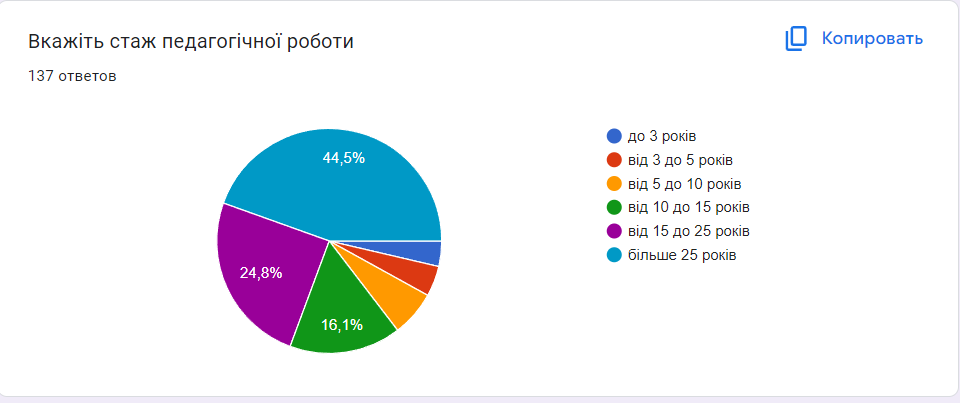 Вкажіть стаж педагогічної роботи
Копировать
137 ответов
44,5%
24,8%
16,1%
до 3 років
від 3 до 5 років
від 5 до 10 років
від 10 до 15 років
від 15 до 25 років
більше 25 років